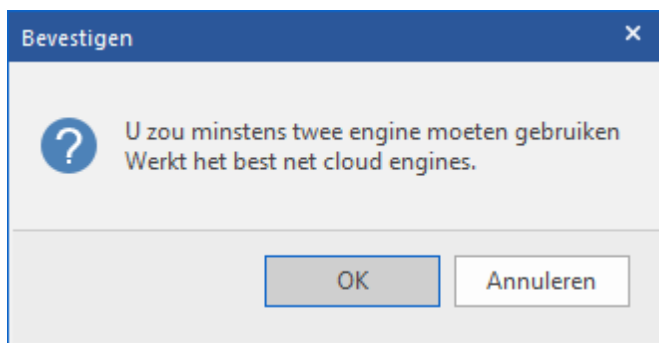 Bevestigen
U zou minstens twee engine moeten gebruiken
Werkt het best net cloud engines.
OK
Annuleren